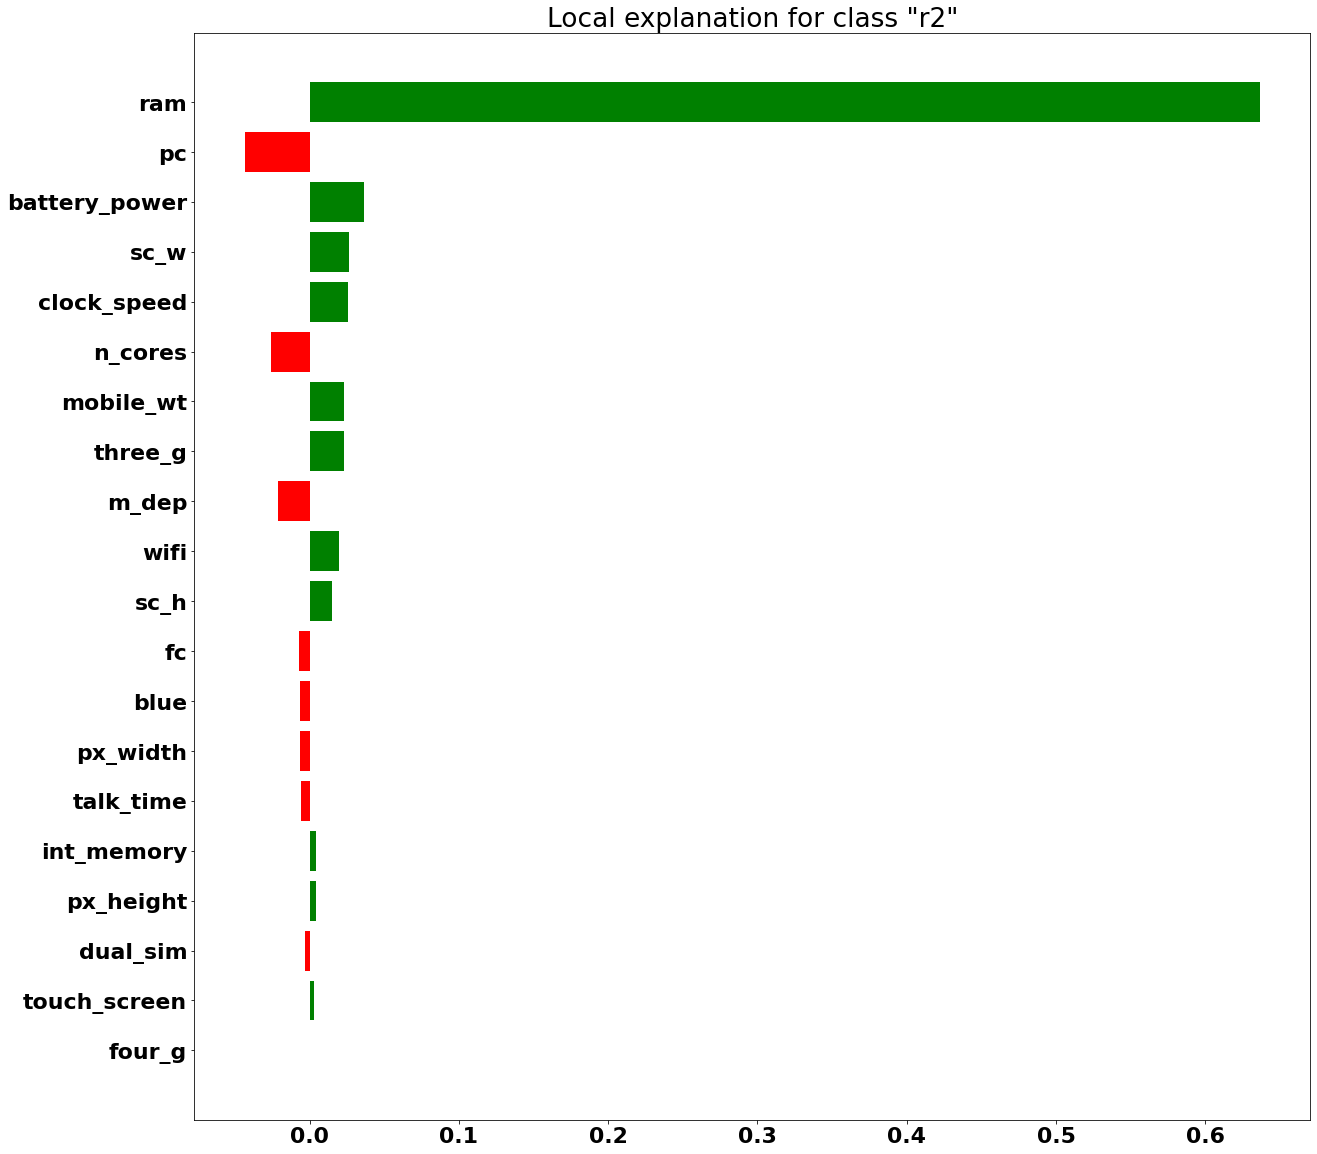 Local explanation for class "r2"
ram
pc
battery_power
sc_w
clock_speed
n_cores
mobile_wt
three_g
m_dep
wifi
sc_h
fc
blue
px_width
talk_time
int_memory
px_height
dual_sim
touch_screen
four_g
0.0 0.1 0.2 0.3 0.4 0.5 0.6